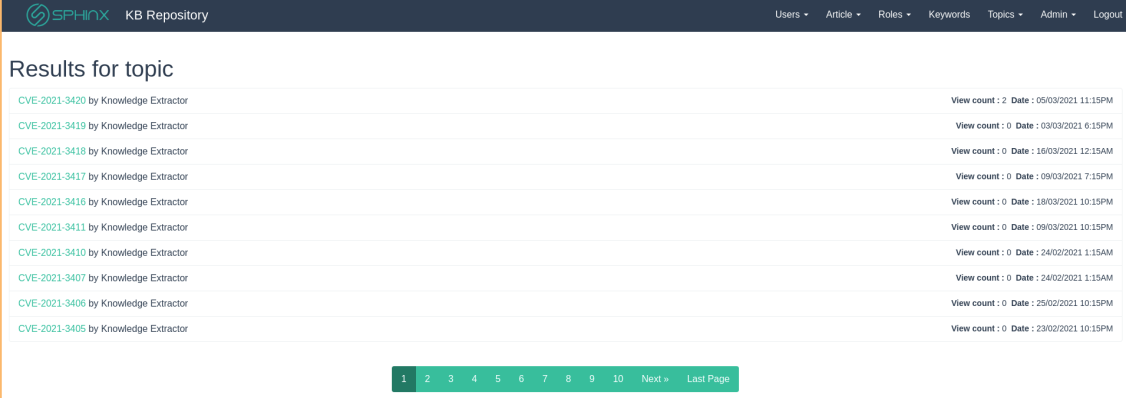 SPHINX KB Repository Users Article Roles Keywords Topics Admin Logout
Results for topic
CVE-2021-3420 by Knowledge Extractor View count : 2 Date : 05/03/2021 11:15PM
CVE-2021-3419 by Knowledge Extractor View count : 0 Date : 03/03/2021 6:15PM
CVE-2021-3418 by Knowledge Extractor View count : 0 Date : 16/03/2021 12:15AM
CVE-2021-3417 by Knowledge Extractor View count : 0 Date : 09/03/2021 7:15PM
CVE-2021-3416 by Knowledge Extractor View count : 0 Date : 18/03/2021 10:15PM
CVE-2021-3411 by Knowledge Extractor View count : 0 Date : 09/03/2021 10:15PM
CVE-2021-3410 by Knowledge Extractor View count : 0 Date : 24/02/2021 1:15AM
CVE-2021-3407 by Knowledge Extractor View count : 0 Date : 24/02/2021 1:15AM
CVE-2021-3406 by Knowledge Extractor View count : 0 Date : 25/02/2021 10:15PM
CVE-2021-3405 by Knowledge Extractor View count : 0 Date : 23/02/2021 10:15PM
1 2 3 4 5 6 7 8 9 10 Next » Last Page